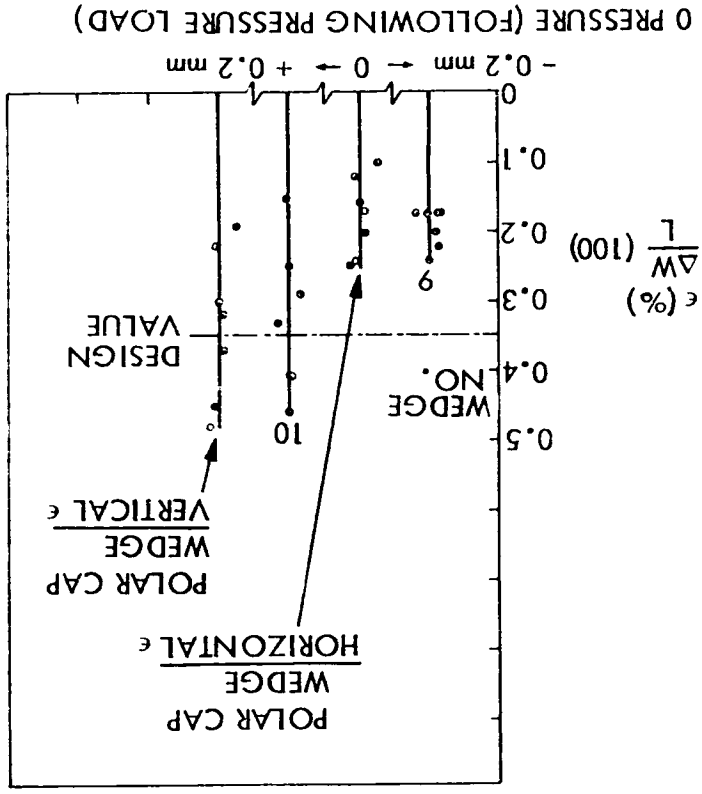 POLAR CAP
WEDGE
HORIZONTAL ε
POLAR CAP
WEDGE
VERTICAL ε
0.5
0.4
0.3
0.2
0.1
0
WEDGE
NO.
9
10
DESIGN
VALUE
ε (%)
ΔW
L
(100)
- 0.2 mm ← 0 → + 0.2 mm
0 PRESSURE (FOLLOWING PRESSURE LOAD)